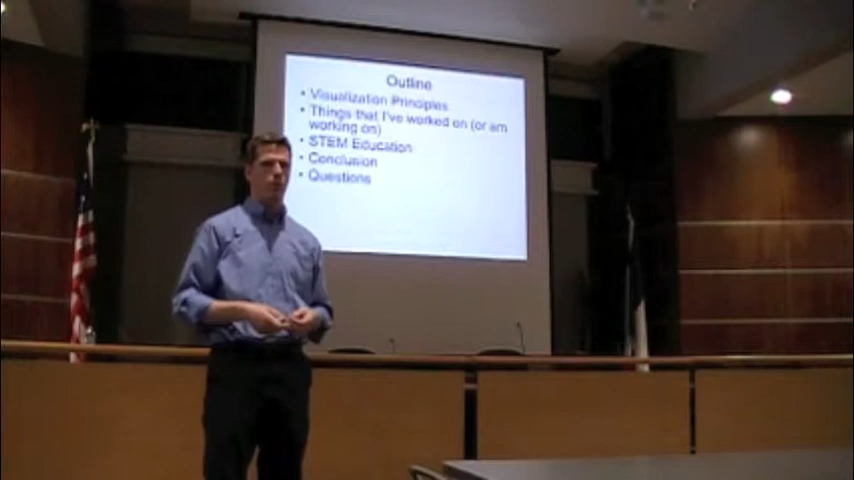 Outline
• Visualization Principles
• Things that I've worked on (or am
working on)
• STEM Education
• Conclusion
• Questions